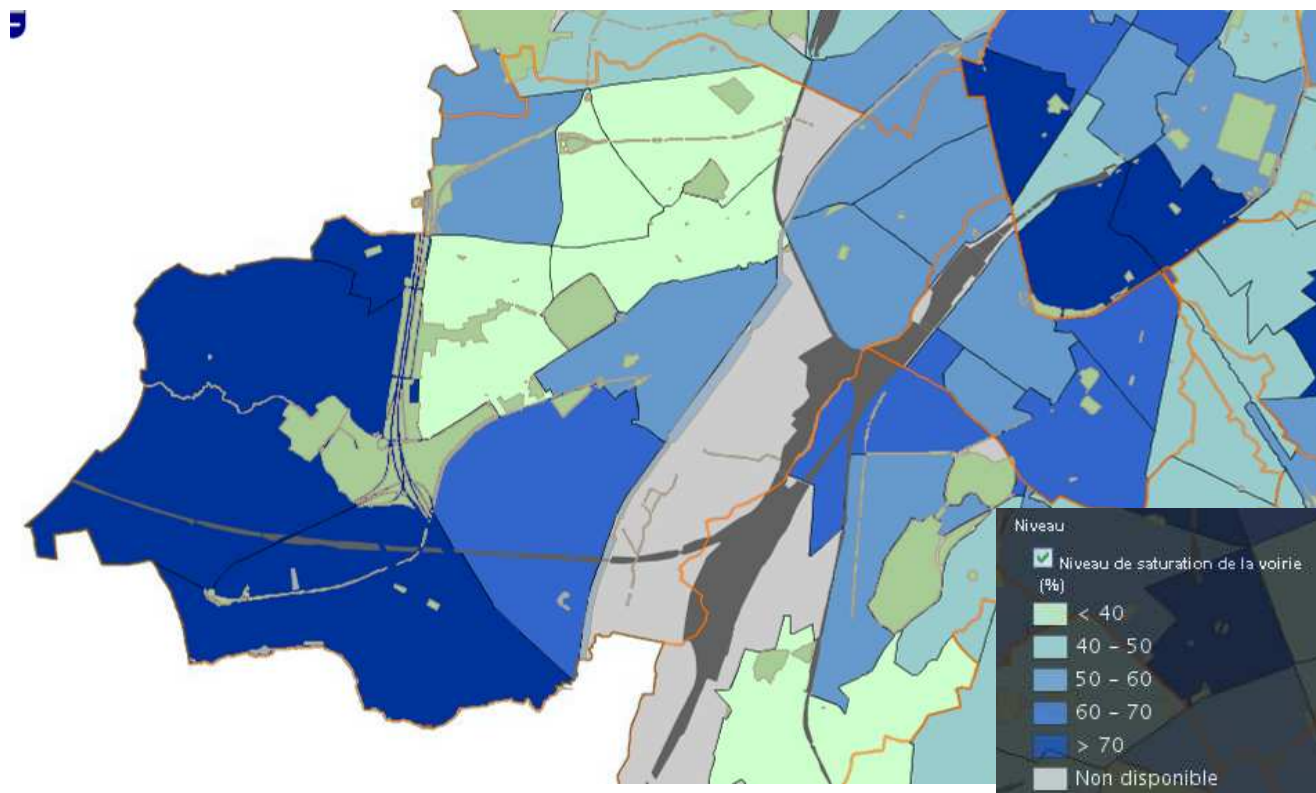 Niveau
Niveau de saturation de la voirie
(%)
< 40
40 - 50
50 - 60
60 - 70
> 70
Non disponible